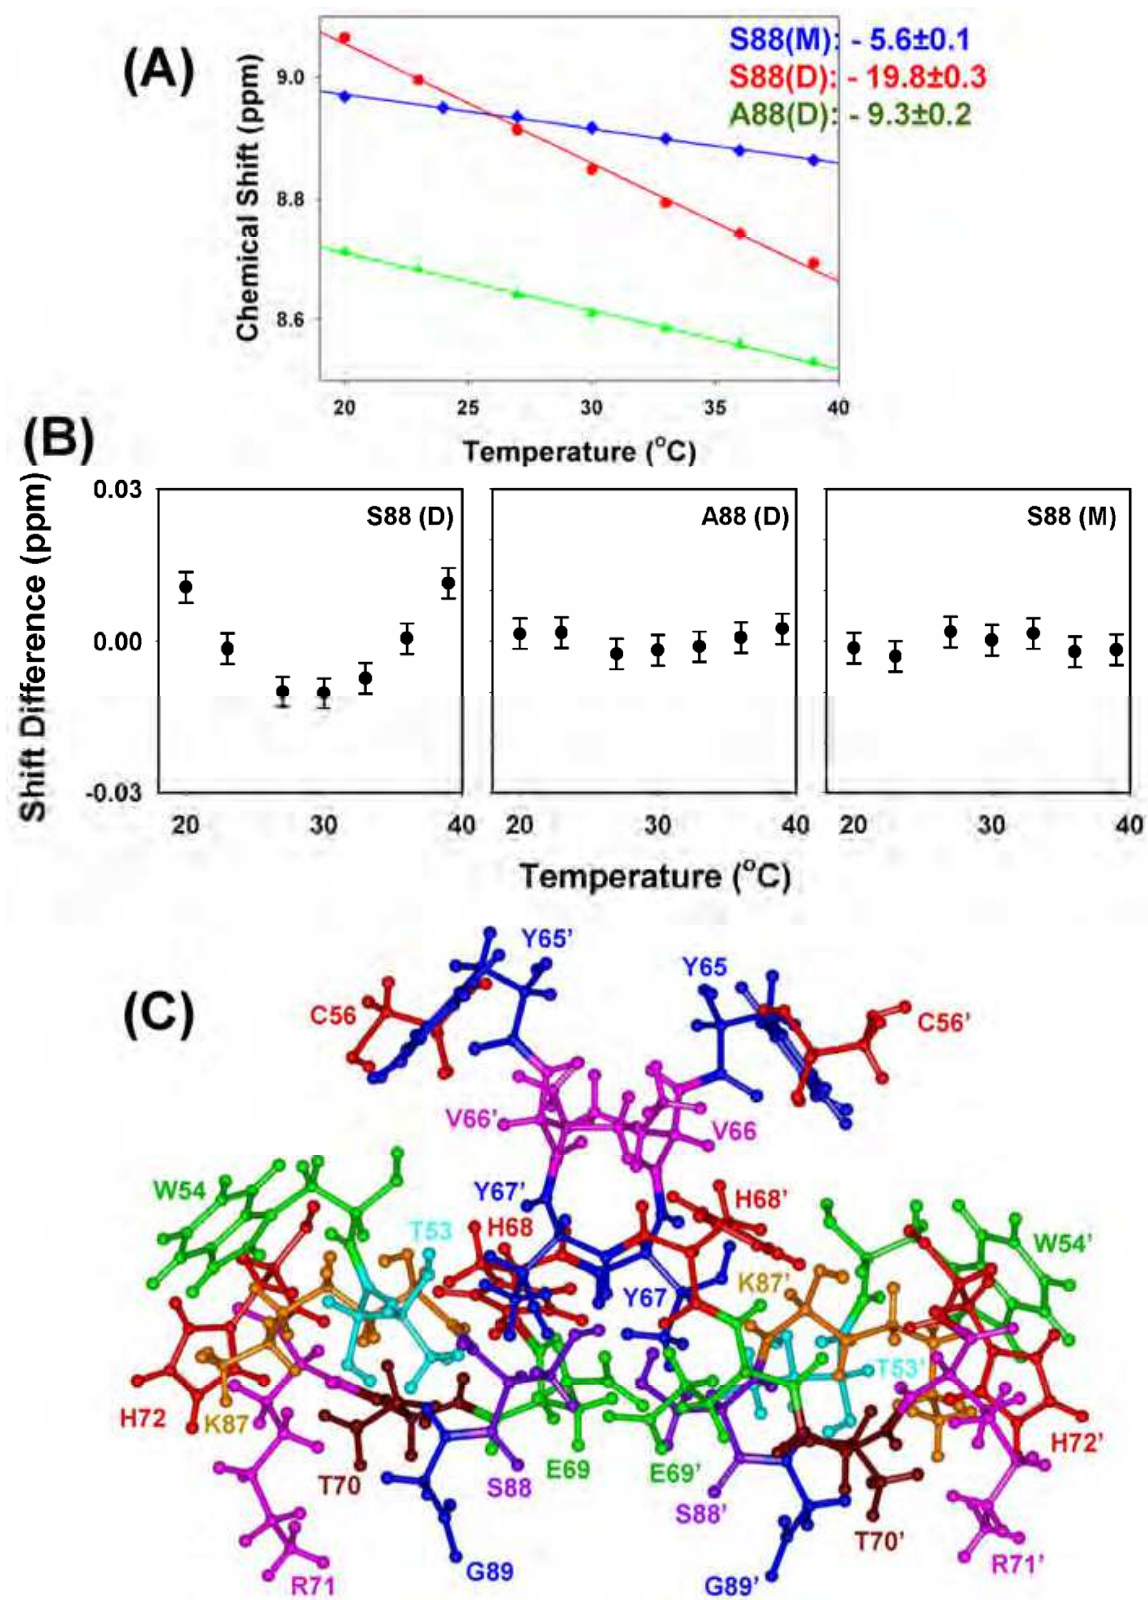 (A)
S88(M): - 5.6±0.1
S88(D): - 19.8±0.3
A88(D): - 9.3±0.2
Chemical Shift (ppm)
9.0
8.8
8.6
20 25 30 35 40
Temperature (°C)
(B)
Shift Difference (ppm)
0.03
0.00
-0.03
S88 (D) A88 (D) S88 (M)
20 30 40 20 30 40 20 30 40
Temperature (°C)
(C)
Y65' Y65
C56 C56'
V66' V66
W54 Y67' H68 H68' W54'
T53 K87'
Y67
T53'
H72 K87 H72'
T70 S88 E69 E69' S88' T70'
R71 G89 G89' R71'